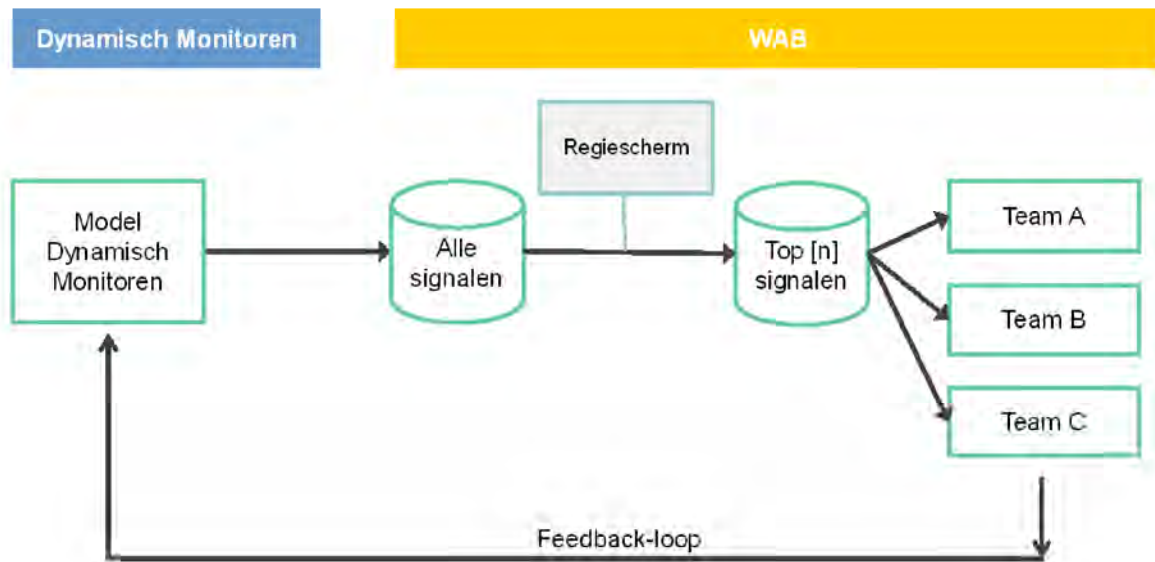 Dynamisch Monitoren
WAB
Regiescherm
Model
Dynamisch
Monitoren
Alle
signalen
Top [n]
signalen
Team A
Team B
Team C
Feedback-loop